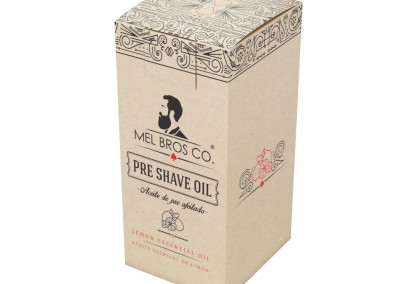 MEL BROS CO.®
PRE SHAVE OIL
Aceite de pre afeitado
LEMON ESSENTIAL OIL
ACEITE ESENCIAL DE LIMÓN